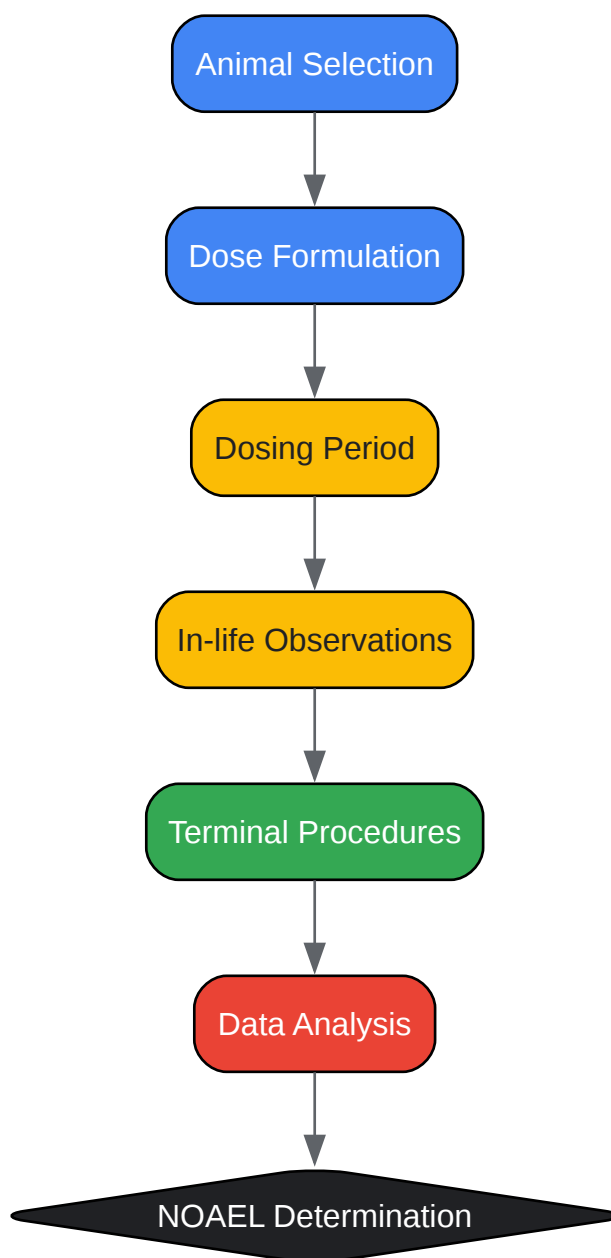 Animal Selection
Dose Formulation
Dosing Period
In-life Observations
Terminal Procedures
Data Analysis
NOAEL Determination